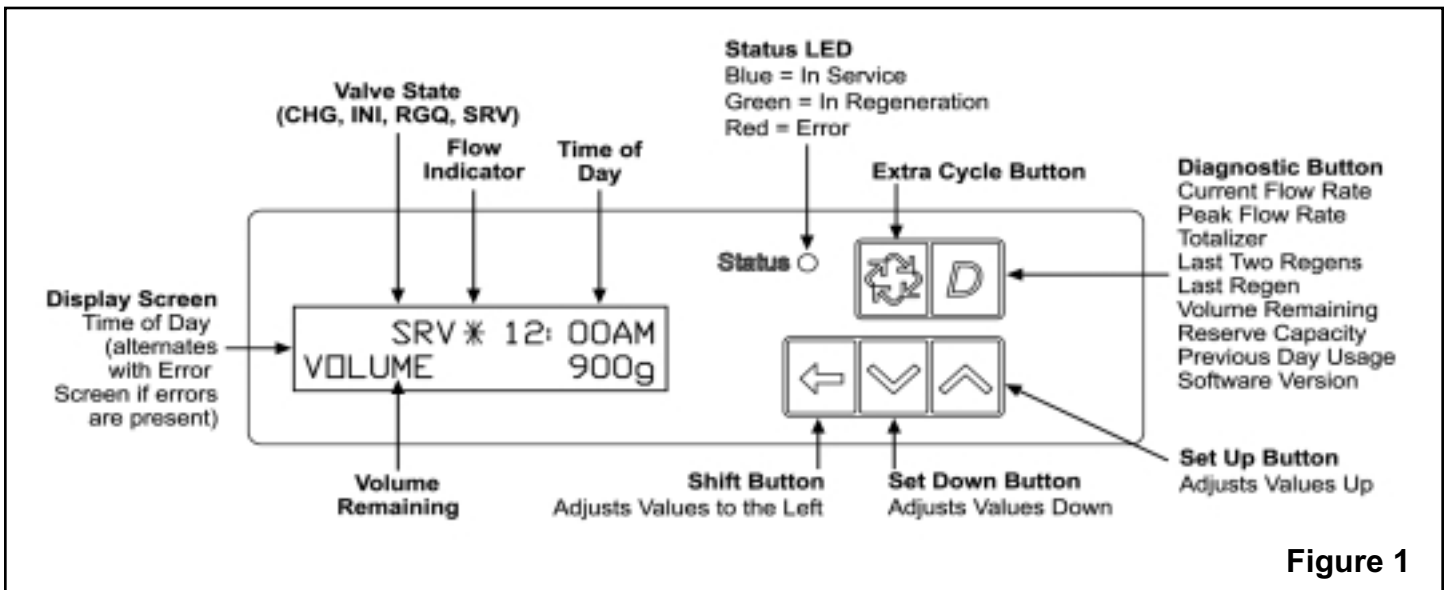 Status LED
Blue = In Service
Green = In Regeneration
Red = Error
Valve State
(CHG, INI, RGQ, SRV)
Flow
Indicator
Time of
Day
Extra Cycle Button
Diagnostic Button
Current Flow Rate
Peak Flow Rate
Totalizer
Last Two Regens
Last Regen
Volume Remaining
Reserve Capacity
Previous Day Usage
Software Version
Status
D
Display Screen
Time of Day
(alternates
with Error
Screen if errors
are present)
SRV * 12: 00AM
VOLUME 900g
Volume
Remaining
Shift Button
Adjusts Values to the Left
Set Down Button
Adjusts Values Down
Set Up Button
Adjusts Values Up
Figure 1